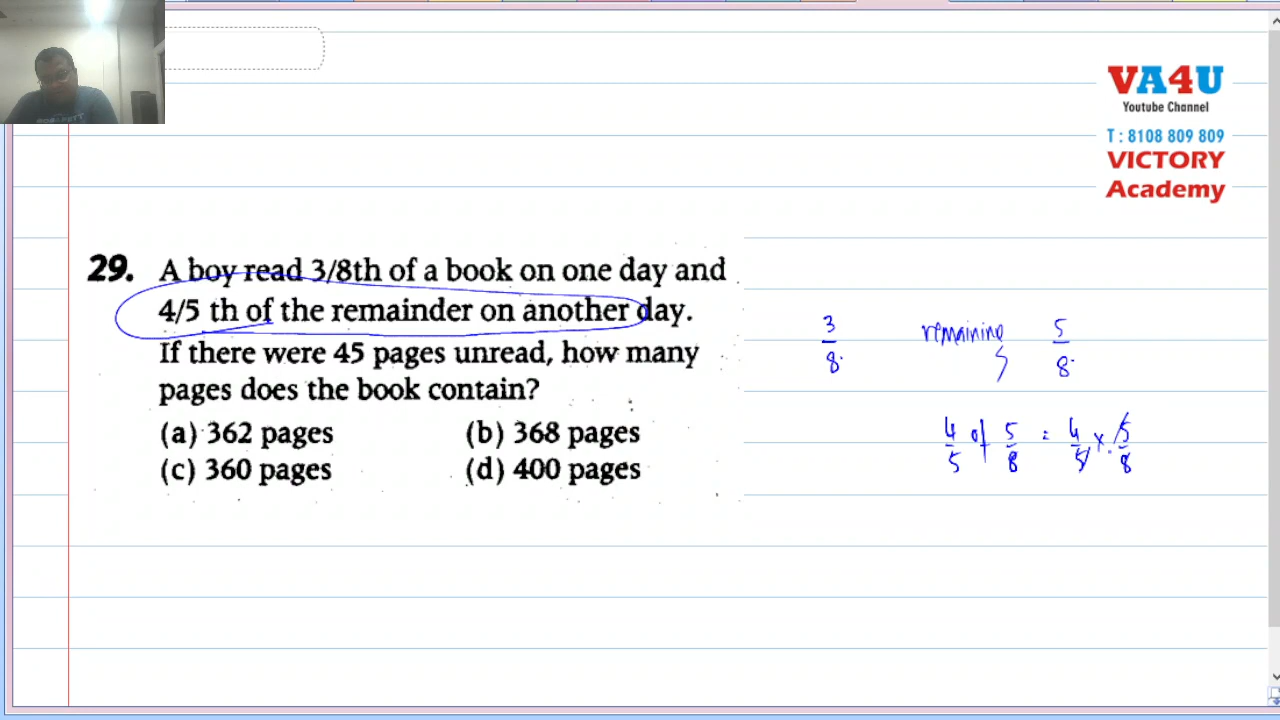 VA4U
Youtube Channel
T : 8108 809 809
VICTORY
Academy
29. A boy read 3/8th of a book on one day and
4/5 th of the remainder on another day.
If there were 45 pages unread, how many
pages does the book contain?
(a) 362 pages (b) 368 pages
(c) 360 pages (d) 400 pages
3/8 remaining 5/8
4/5 of 5/8 = 4/5 × 5/8